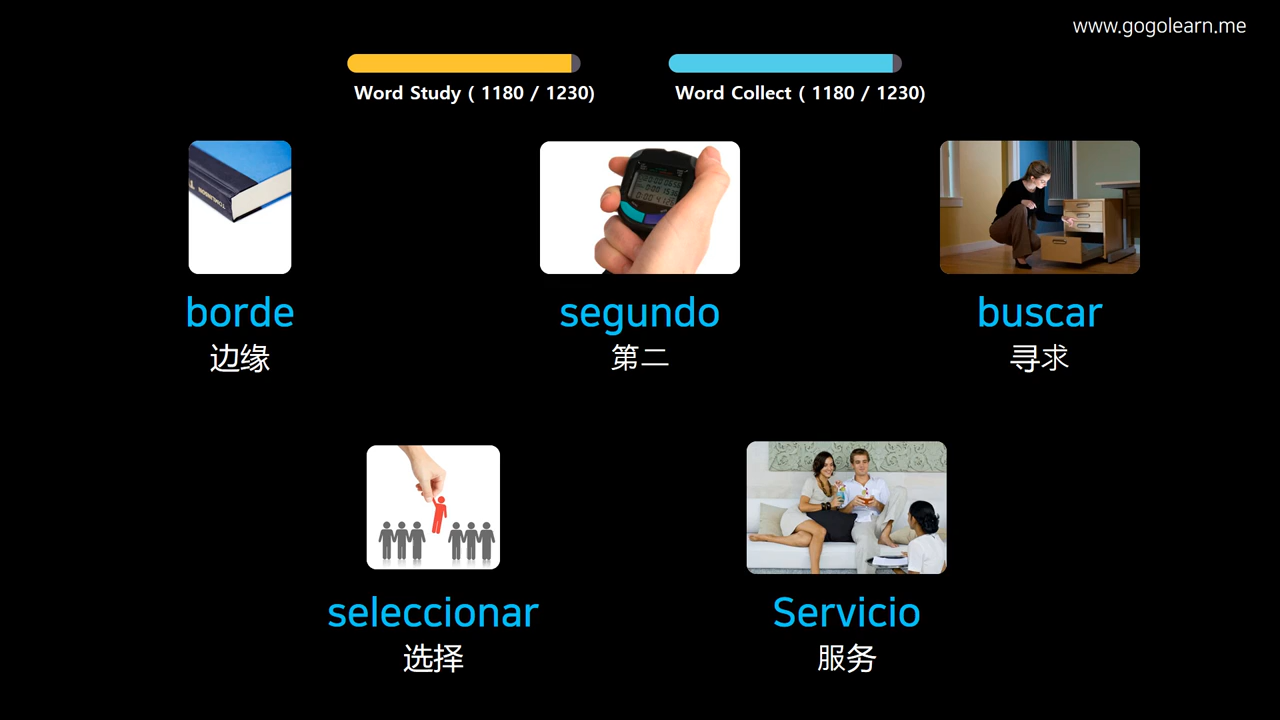 www.gogolearn.me
Word Study ( 1180 / 1230)
Word Collect ( 1180 / 1230)
TOMLINSON
borde
segundo
buscar
边缘
第二
寻求
seleccionar
Servicio
选择
服务